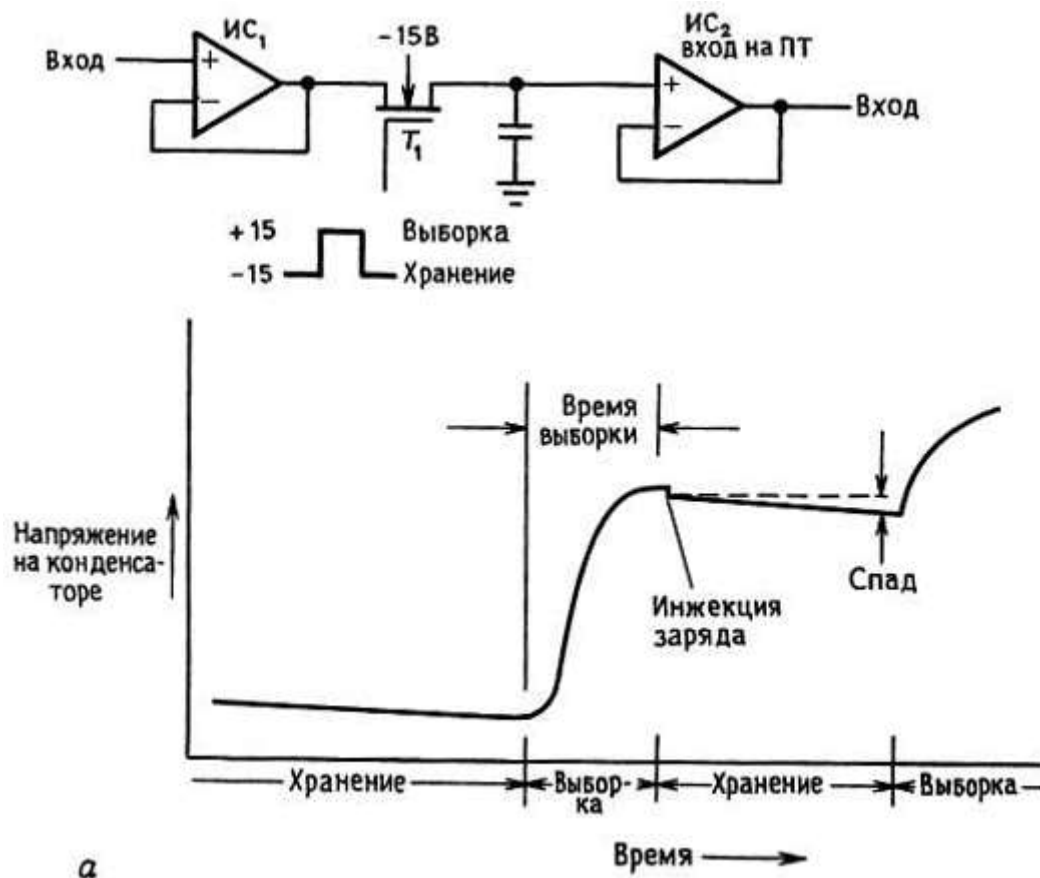 ИС₁
-15В
ИС₂
вход на ПТ
Вход
+
-
T₁
+
-
Вход
+15
Выборка
-15
Хранение
Время
выборки
Напряжение
на конденса-
торе
Спад
Инжекция
заряда
Хранение
Выбор-
ка
Хранение
Выборка
Время
а